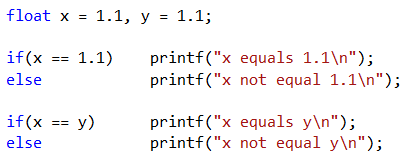 float x = 1.1, y = 1.1;
if(x == 1.1) printf("x equals 1.1\n");
else printf("x not equal 1.1\n");
if(x == y) printf("x equals y\n");
else printf("x not equal y\n");